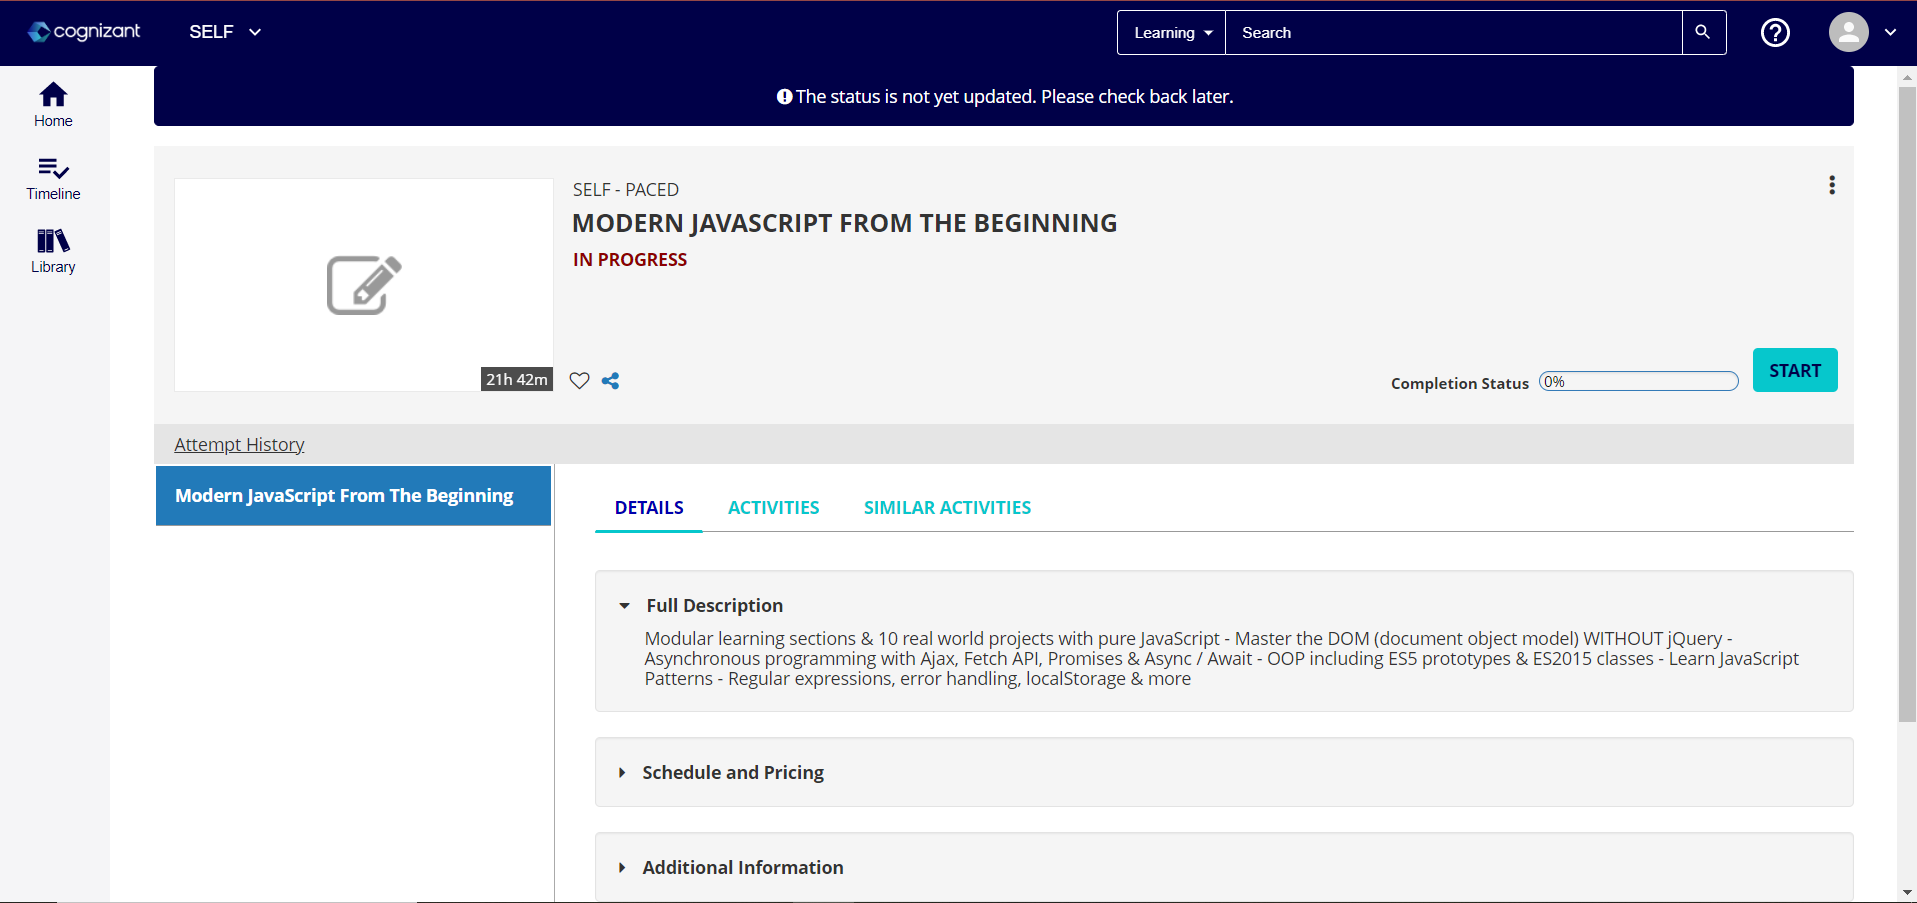 cognizant
SELF
Learning
Search
Home
Timeline
Library
The status is not yet updated. Please check back later.
21h 42m
SELF - PACED
MODERN JAVASCRIPT FROM THE BEGINNING
IN PROGRESS
Completion Status
0%
START
Attempt History
Modern JavaScript From The Beginning
DETAILS
ACTIVITIES
SIMILAR ACTIVITIES
Full Description
Modular learning sections & 10 real world projects with pure JavaScript - Master the DOM (document object model) WITHOUT jQuery -
Asynchronous programming with Ajax, Fetch API, Promises & Async / Await - OOP including ES5 prototypes & ES2015 classes - Learn JavaScript
Patterns - Regular expressions, error handling, localStorage & more
Schedule and Pricing
Additional Information